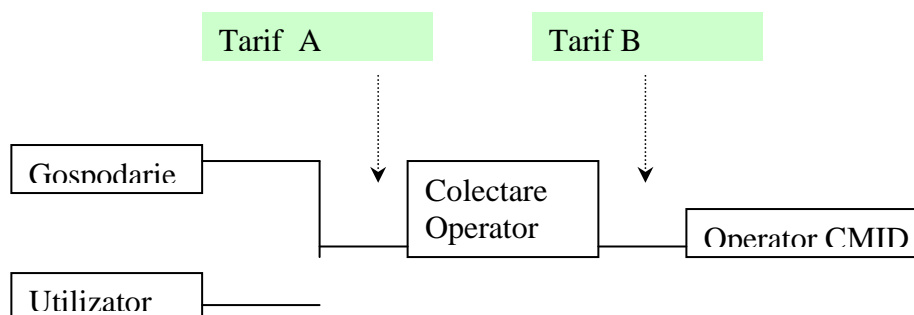 Tarif A
Tarif B
Gospodarie
Colectare
Operator
Operator CMID
Utilizator